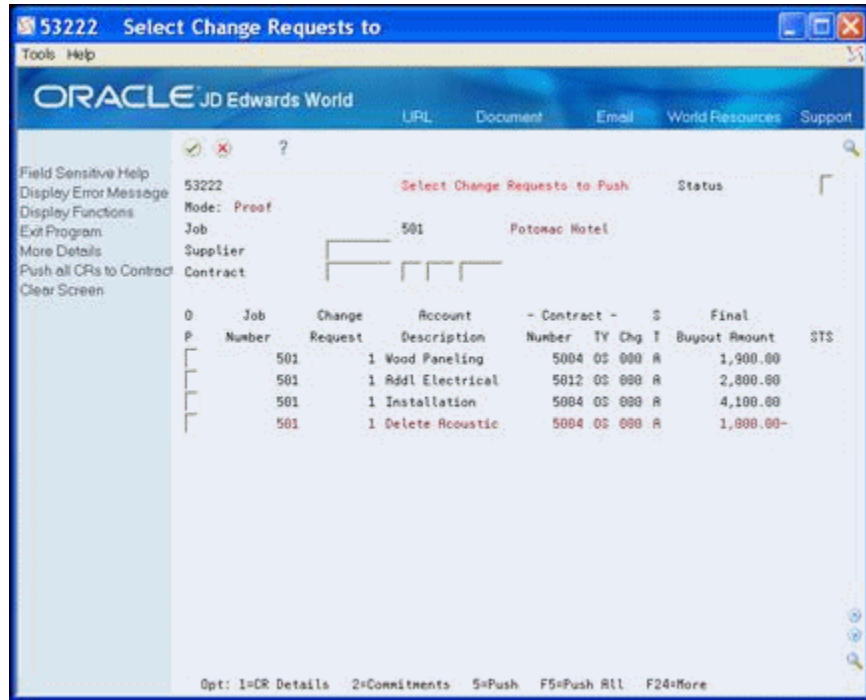 53222 Select Change Requests to
Tools Help
ORACLE JD Edwards World
URL Document Email World Resources Support
?
Field Sensitive Help
Display Error Message
Display Functions
Exit Program
More Details
Push all CRs to Contract
Clear Screen
53222 Select Change Requests to Push Status
Mode: Proof
Job 501 Potomac Hotel
Supplier
Contract
O Job Change Account - Contract - S Final
P Number Request Description Number TY Chg T Buyout Amount STS
501 1 Wood Paneling 5004 OS 000 A 1,900.00
501 1 Addl Electrical 5012 OS 000 A 2,800.00
501 1 Installation 5004 OS 000 A 4,100.00
501 1 Delete Acoustic 5004 OS 000 A 1,000.00-
Opt: 1=CR Details 2=Commitments 5=Push F5=Push All F24=More